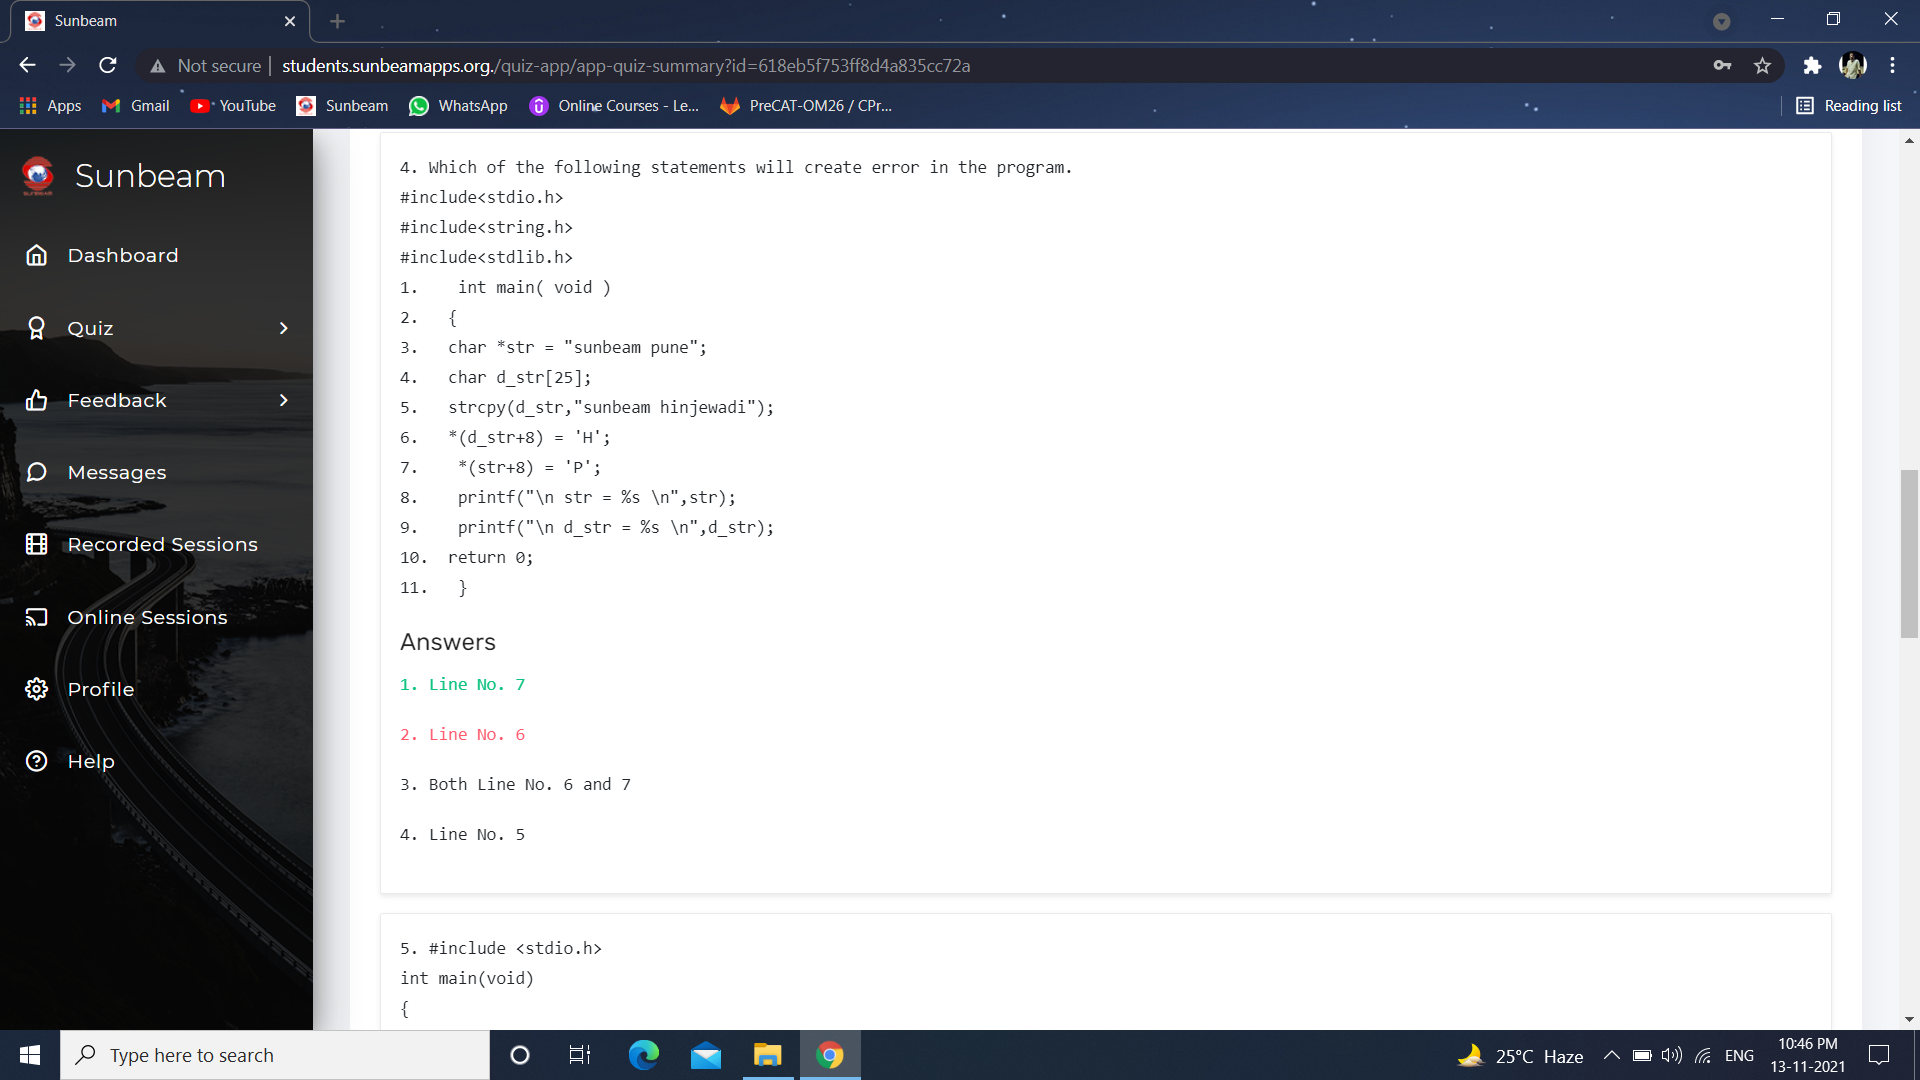 Sunbeam
Not secure
students.sunbeamapps.org./quiz-app/app-quiz-summary?id=618eb5f753ff8d4a835cc72a
Apps
Gmail
YouTube
Sunbeam
WhatsApp
Online Courses - Le...
PreCAT-OM26 / CPr...
Reading list
Sunbeam
Dashboard
Quiz
Feedback
Messages
Recorded Sessions
Online Sessions
Profile
Help
4. Which of the following statements will create error in the program.
#include<stdio.h>
#include<string.h>
#include<stdlib.h>
1.    int main( void )
2.   {
3.   char *str = "sunbeam pune";
4.   char d_str[25];
5.   strcpy(d_str,"sunbeam hinjewadi");
6.   *(d_str+8) = 'H';
7.    *(str+8) = 'P';
8.    printf("\n str = %s \n",str);
9.    printf("\n d_str = %s \n",d_str);
10.  return 0;
11.   }
Answers
1. Line No. 7
2. Line No. 6
3. Both Line No. 6 and 7
4. Line No. 5
5. #include <stdio.h>
int main(void)
{
Type here to search
25°C Haze
ENG
10:46 PM
13-11-2021